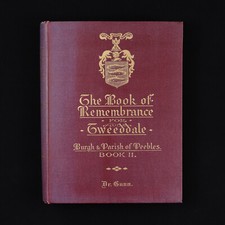 The Book of
Remembrance
FOR
Tweeddale
Burgh & Parish of Peebles.
BOOK II.
Dr. Gunn.